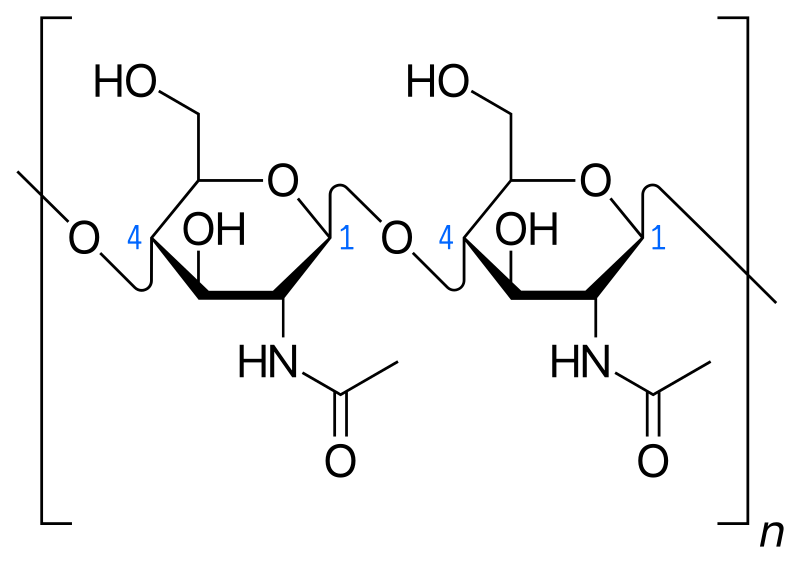 HO HO
O O
O 4 OH 1 O 4 OH 1
HN HN
O O
n